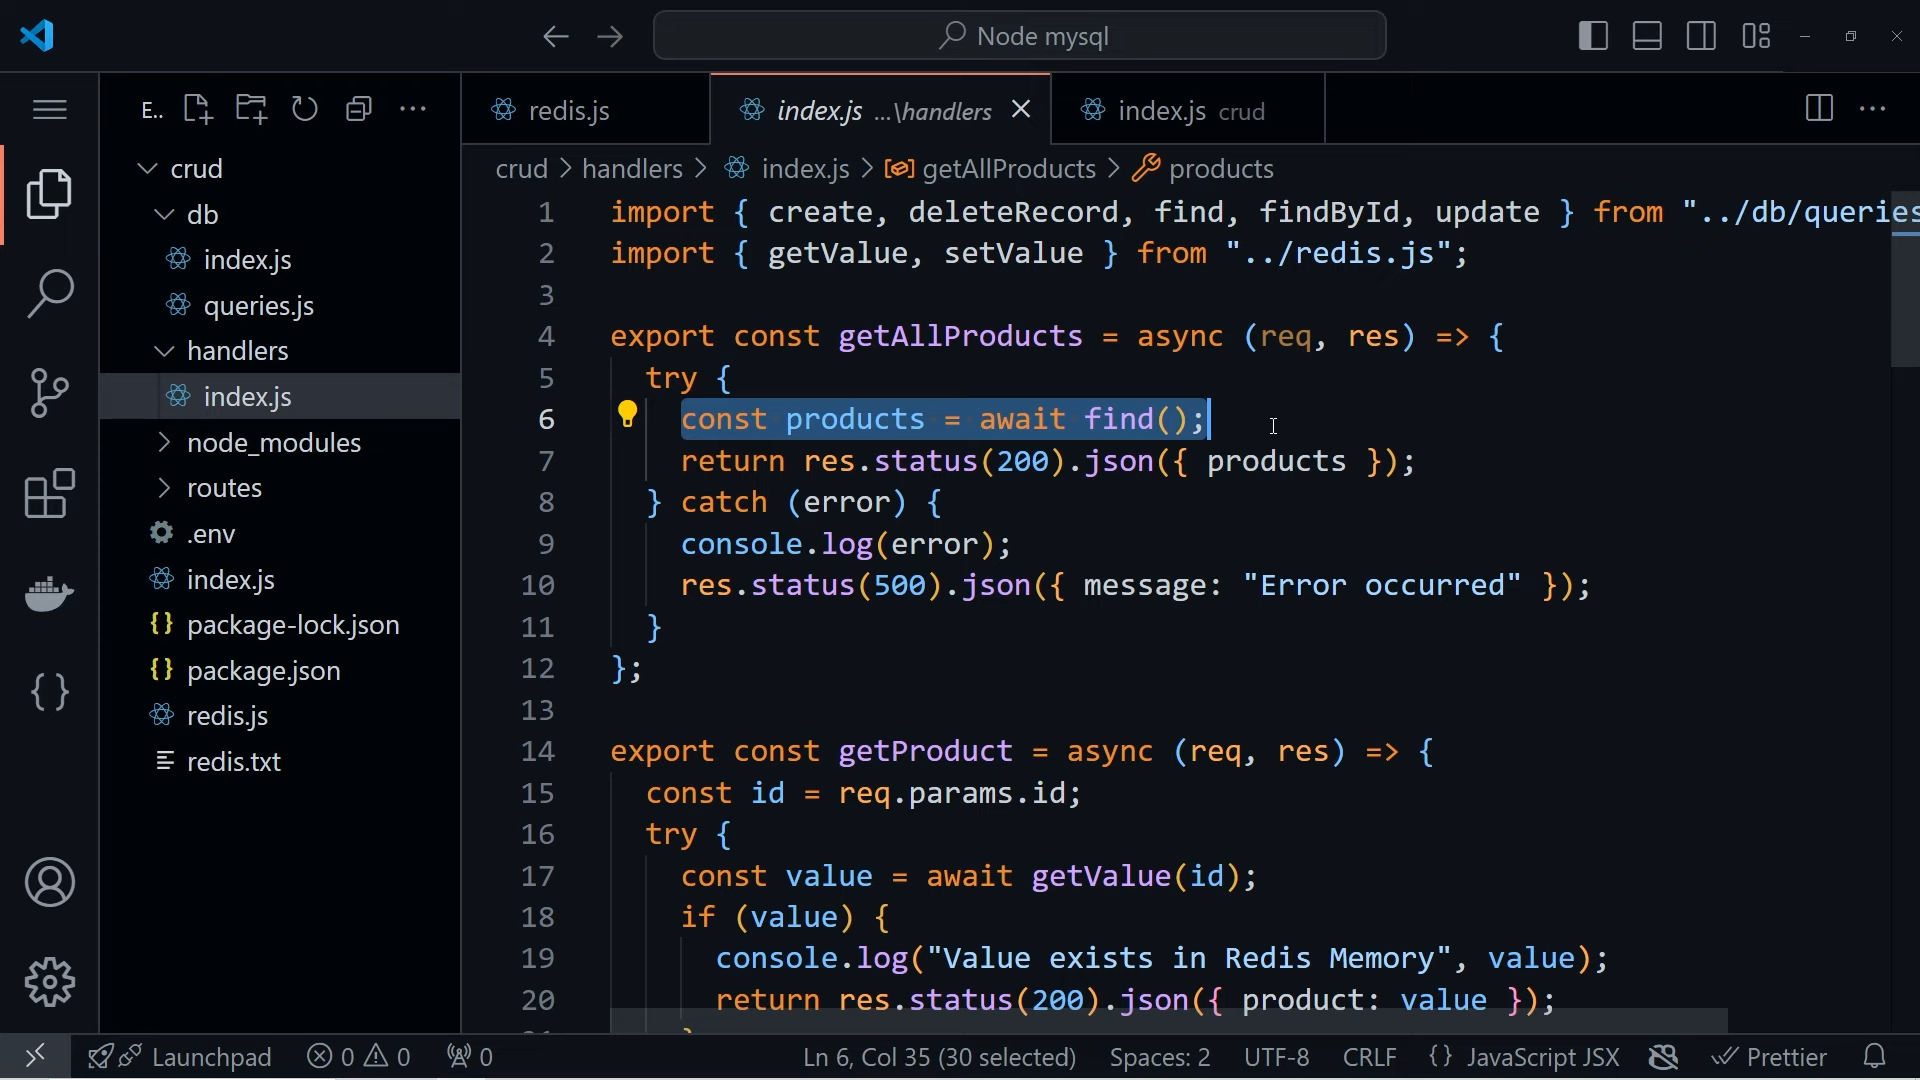 Node mysql
E..
redis.js
index.js ...\handlers
index.js crud
crud > handlers > index.js > getAllProducts > products
crud
db
index.js
queries.js
handlers
index.js
node_modules
routes
.env
index.js
package-lock.json
package.json
redis.js
redis.txt
1 import { create, deleteRecord, find, findById, update } from "../db/queries
2 import { getValue, setValue } from "../redis.js";
3
4 export const getAllProducts = async (req, res) => {
5 try {
6 const products = await find();
7 return res.status(200).json({ products });
8 } catch (error) {
9 console.log(error);
10 res.status(500).json({ message: "Error occurred" });
11 }
12 };
13
14 export const getProduct = async (req, res) => {
15 const id = req.params.id;
16 try {
17 const value = await getValue(id);
18 if (value) {
19 console.log("Value exists in Redis Memory", value);
20 return res.status(200).json({ product: value });
Launchpad 0 0 0 Ln 6, Col 35 (30 selected) Spaces: 2 UTF-8 CRLF {} JavaScript JSX Prettier